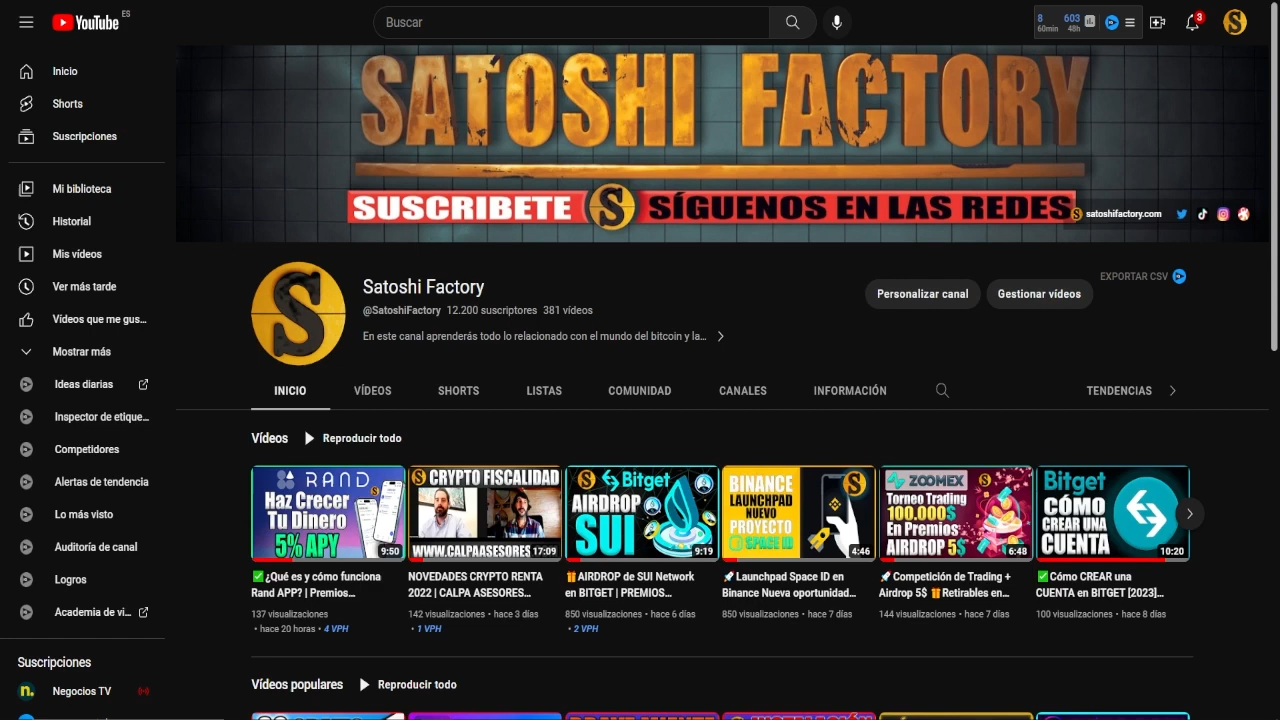 YouTube ES
Buscar
8 603
60min 48h
3
Inicio
Shorts
Suscripciones
Mi biblioteca
Historial
Mis vídeos
Ver más tarde
Vídeos que me gus...
Mostrar más
Ideas diarias
Inspector de etique...
Competidores
Alertas de tendencia
Lo más visto
Auditoría de canal
Logros
Academia de vi...
Suscripciones
n. Negocios TV
SATOSHI FACTORY
SUSCRIBETE S SÍGUENOS EN LAS REDES
satoshifactory.com
Satoshi Factory
@SatoshiFactory 12.200 suscriptores 381 vídeos
En este canal aprenderás todo lo relacionado con el mundo del bitcoin y la...
Personalizar canal
Gestionar vídeos
EXPORTAR CSV
INICIO VÍDEOS SHORTS LISTAS COMUNIDAD CANALES INFORMACIÓN TENDENCIAS
Vídeos Reproducir todo
RAND
Haz Crecer
Tu Dinero
5% APY
9:50
✅¿Qué es y cómo funciona
Rand APP? | Premios...
137 visualizaciones
• hace 20 horas • 4 VPH
CRYPTO FISCALIDAD
WWW.CALPAASESORES
17:09
NOVEDADES CRYPTO RENTA
2022 | CALPA ASESORES...
142 visualizaciones • hace 3 días
• 1 VPH
Bitget
AIRDROP
SUI
9:19
🎁AIRDROP de SUI Network
en BITGET | PREMIOS...
850 visualizaciones • hace 6 días
• 2 VPH
BINANCE
LAUNCHPAD
NUEVO
PROYECTO
SPACE ID
4:46
🚀 Launchpad Space ID en
Binance Nueva oportunidad...
850 visualizaciones • hace 7 días
ZOOMEX
Torneo Trading
100.000$
En Premios
AIRDROP 5$
6:48
🚀 Competición de Trading +
Airdrop 5$ 🎁Retirables en...
144 visualizaciones • hace 7 días
Bitget
CÓMO
CREAR UNA
CUENTA
10:20
✅Cómo CREAR una
CUENTA en BITGET [2023]...
100 visualizaciones • hace 8 días
Vídeos populares Reproducir todo